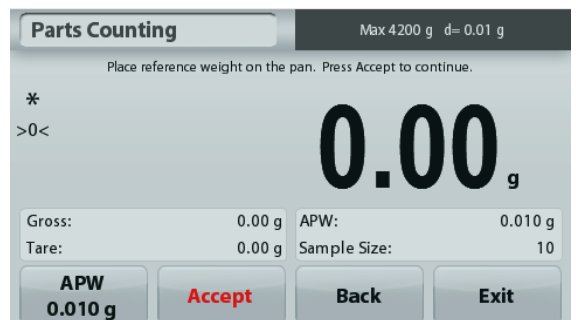 Parts Counting
Max 4200 g d= 0.01 g
Place reference weight on the pan. Press Accept to continue.
*
>0<
0.00 g
Gross: 0.00 g
APW: 0.010 g
Tare: 0.00 g
Sample Size: 10
APW
0.010 g
Accept
Back
Exit